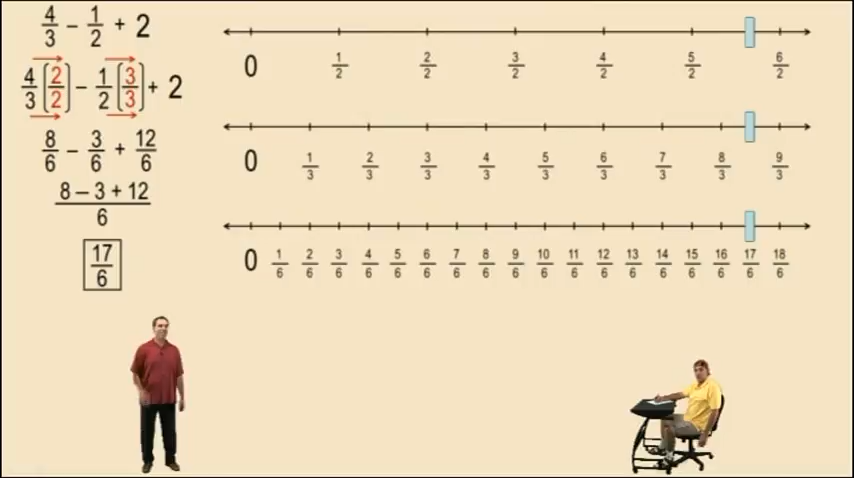 4/3 − 1/2 + 2
4/3 (2/2) − 1/2 (3/3) + 2
8/6 − 3/6 + 12/6
8 − 3 + 12
6
17/6
0 1/2 2/2 3/2 4/2 5/2 6/2
0 1/3 2/3 3/3 4/3 5/3 6/3 7/3 8/3 9/3
0 1/6 2/6 3/6 4/6 5/6 6/6 7/6 8/6 9/6 10/6 11/6 12/6 13/6 14/6 15/6 16/6 17/6 18/6